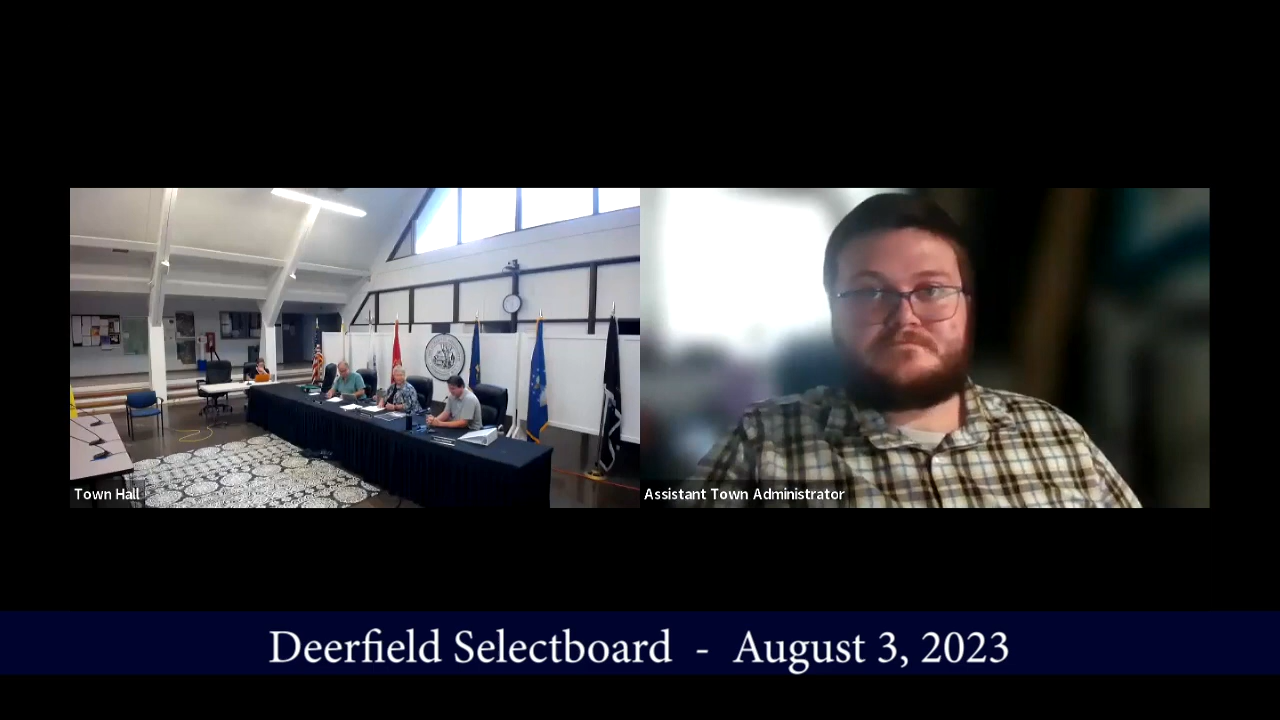 Town Hall
Assistant Town Administrator
Deerfield Selectboard - August 3, 2023